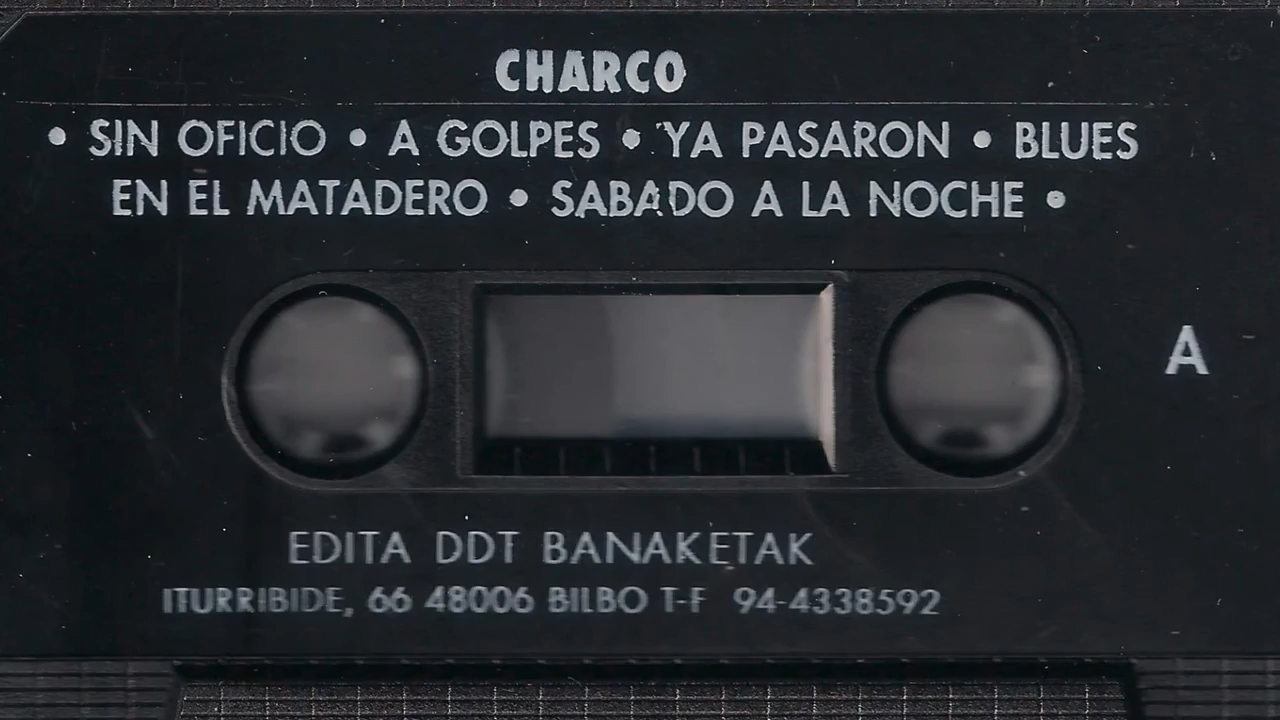 CHARCO
• SIN OFICIO • A GOLPES • YA PASARON • BLUES
EN EL MATADERO • SABADO A LA NOCHE •
A
EDITA DDT BANAKETAK
ITURRIBIDE, 66 48006 BILBO T-F 94-4338592